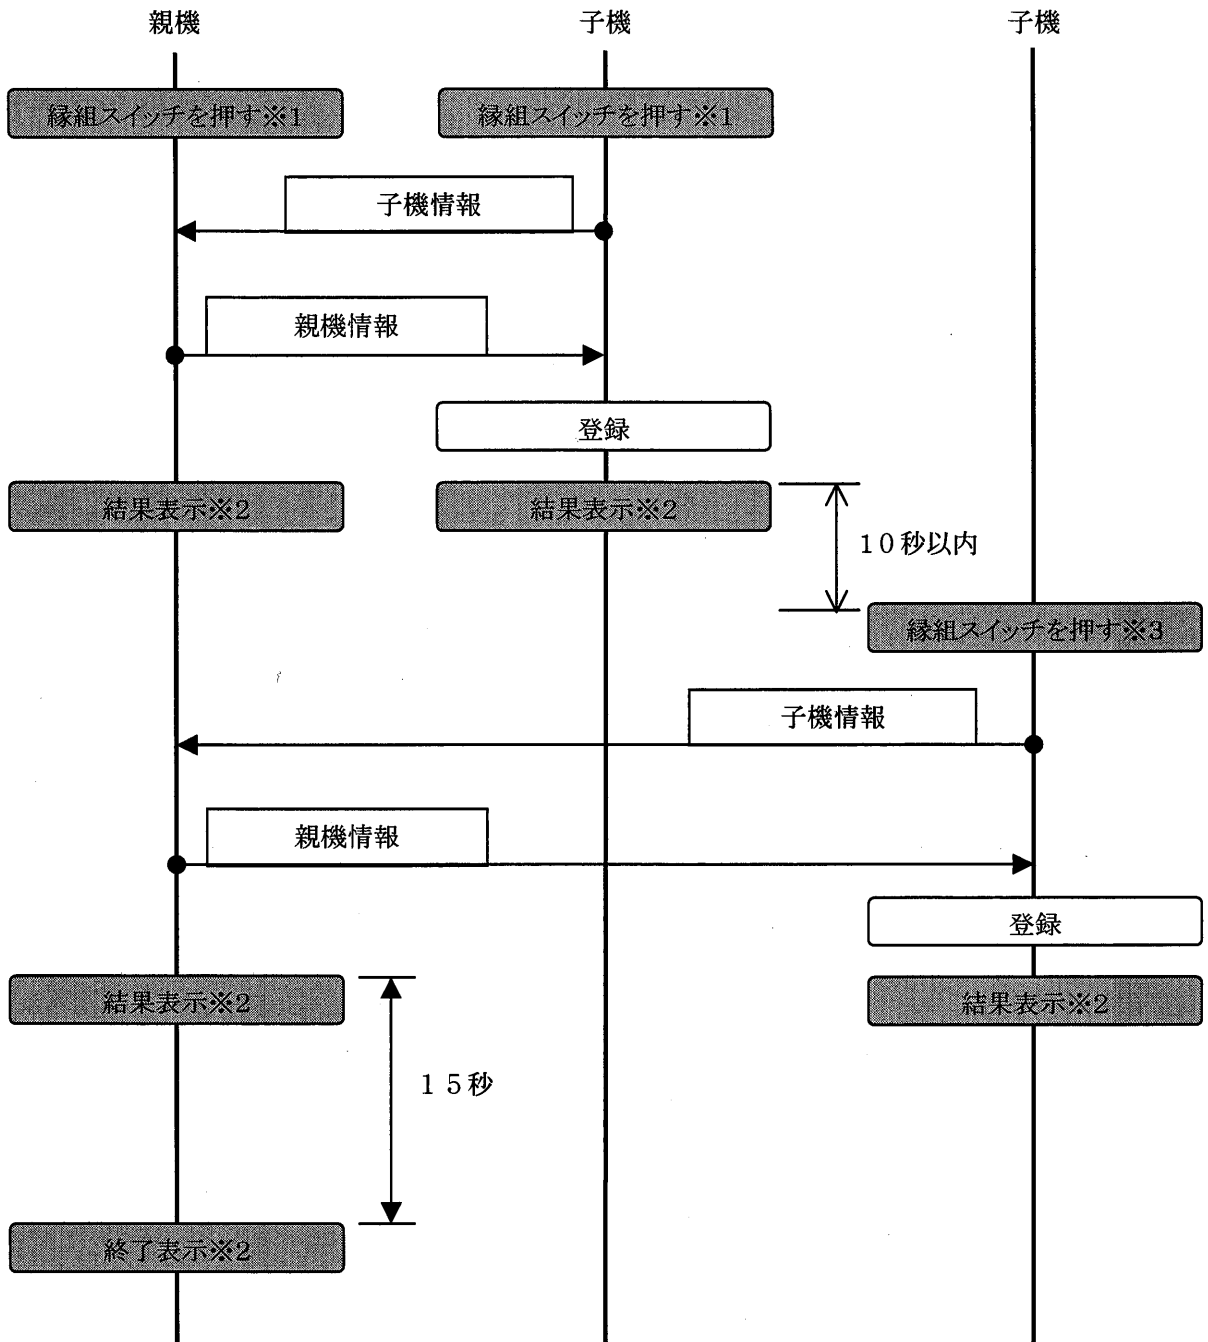 親機
子機
子機
縁組スイッチを押す※1
縁組スイッチを押す※1
子機情報
親機情報
登録
結果表示※2
結果表示※2
10秒以内
縁組スイッチを押す※3
子機情報
親機情報
登録
結果表示※2
結果表示※2
15秒
終了表示※2